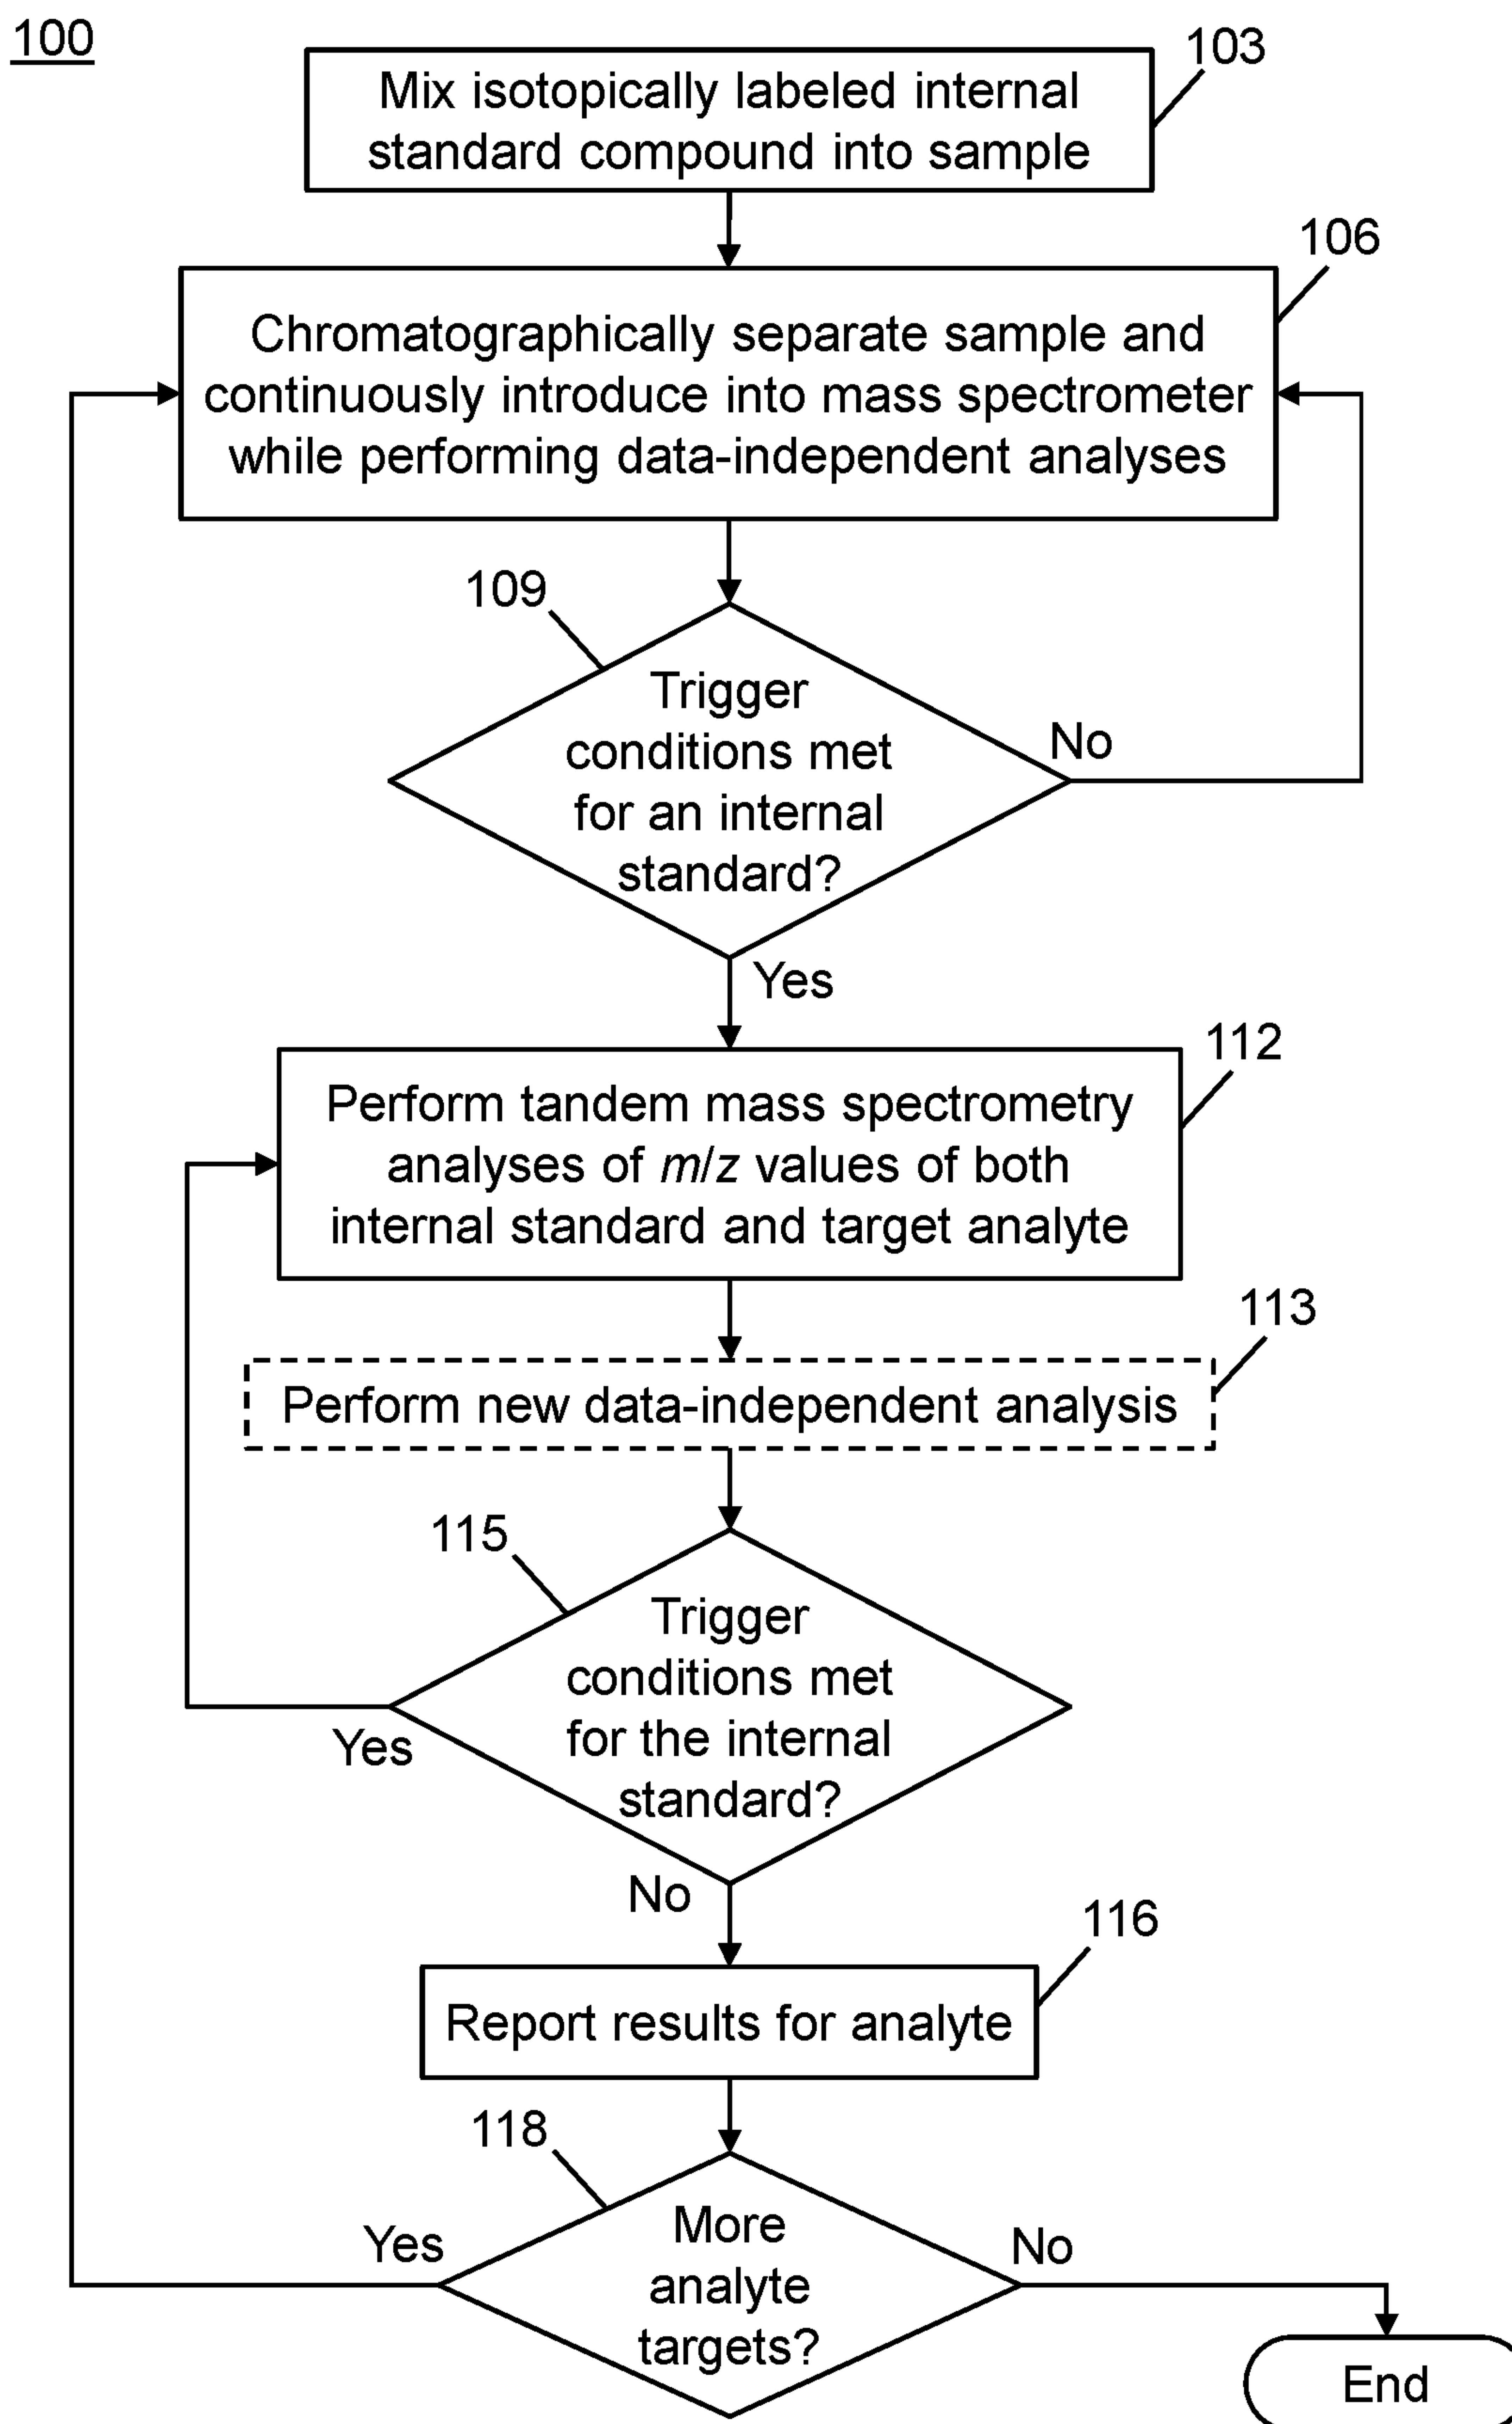 100
103
Mix isotopically labeled internal
standard compound into sample
106
Chromatographically separate sample and
continuously introduce into mass spectrometer
while performing data-independent analyses
109
Trigger
conditions met
for an internal
standard?
No
Yes
112
Perform tandem mass spectrometry
analyses of m/z values of both
internal standard and target analyte
113
Perform new data-independent analysis
115
Trigger
conditions met
for the internal
standard?
Yes
No
116
Report results for analyte
118
More
analyte
targets?
Yes
No
End